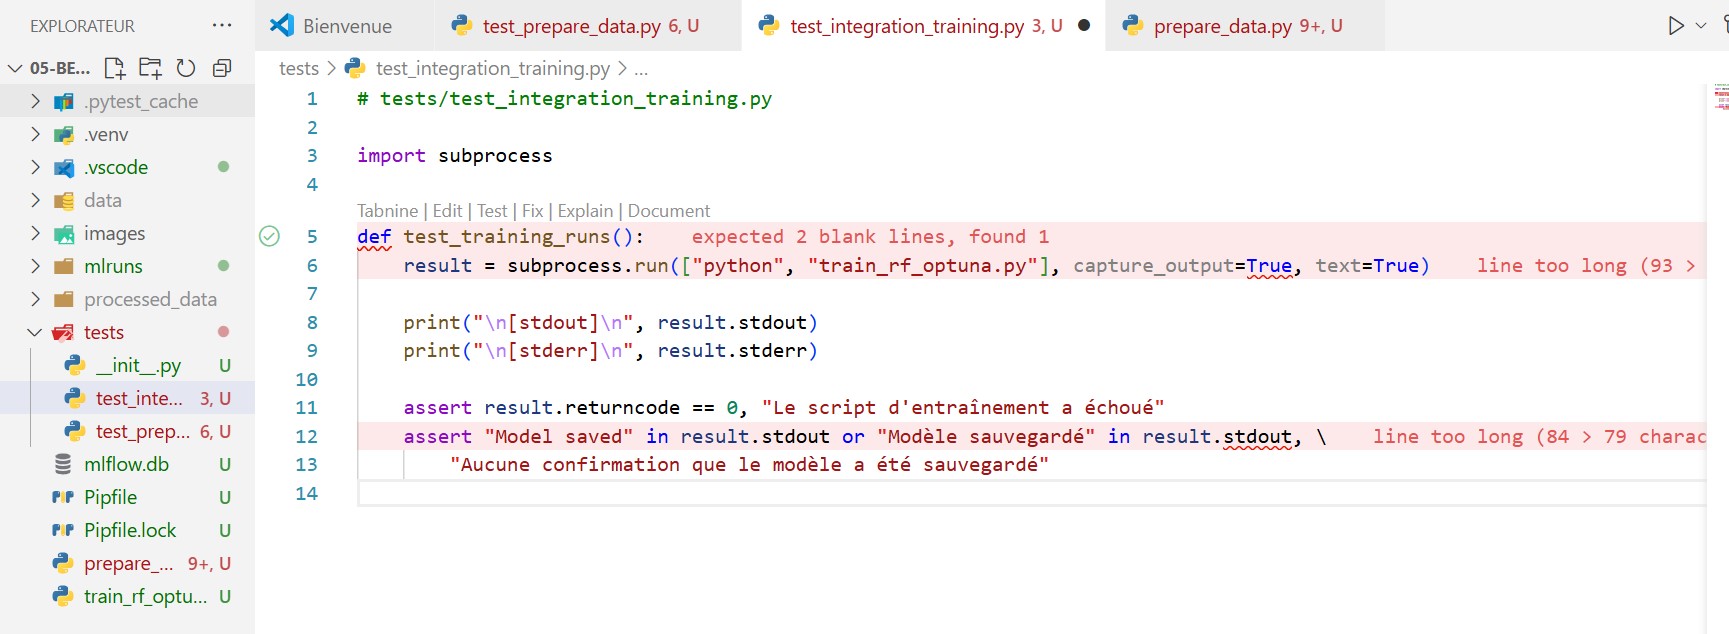 EXPLORATEUR ...
Bienvenue
test_prepare_data.py 6, U
test_integration_training.py 3, U
prepare_data.py 9+, U
05-BE...
tests > test_integration_training.py > ...
.pytest_cache
.venv
.vscode
data
images
mlruns
processed_data
tests
__init__.py U
test_inte... 3, U
test_prep... 6, U
mlflow.db U
Pipfile U
Pipfile.lock U
prepare_... 9+, U
train_rf_optu... U
1 # tests/test_integration_training.py
2
3 import subprocess
4
Tabnine | Edit | Test | Fix | Explain | Document
5 def test_training_runs(): expected 2 blank lines, found 1
6 result = subprocess.run(["python", "train_rf_optuna.py"], capture_output=True, text=True) line too long (93 >
7
8 print("\n[stdout]\n", result.stdout)
9 print("\n[stderr]\n", result.stderr)
10
11 assert result.returncode == 0, "Le script d'entraînement a échoué"
12 assert "Model saved" in result.stdout or "Modèle sauvegardé" in result.stdout, \ line too long (84 > 79 charac
13 "Aucune confirmation que le modèle a été sauvegardé"
14